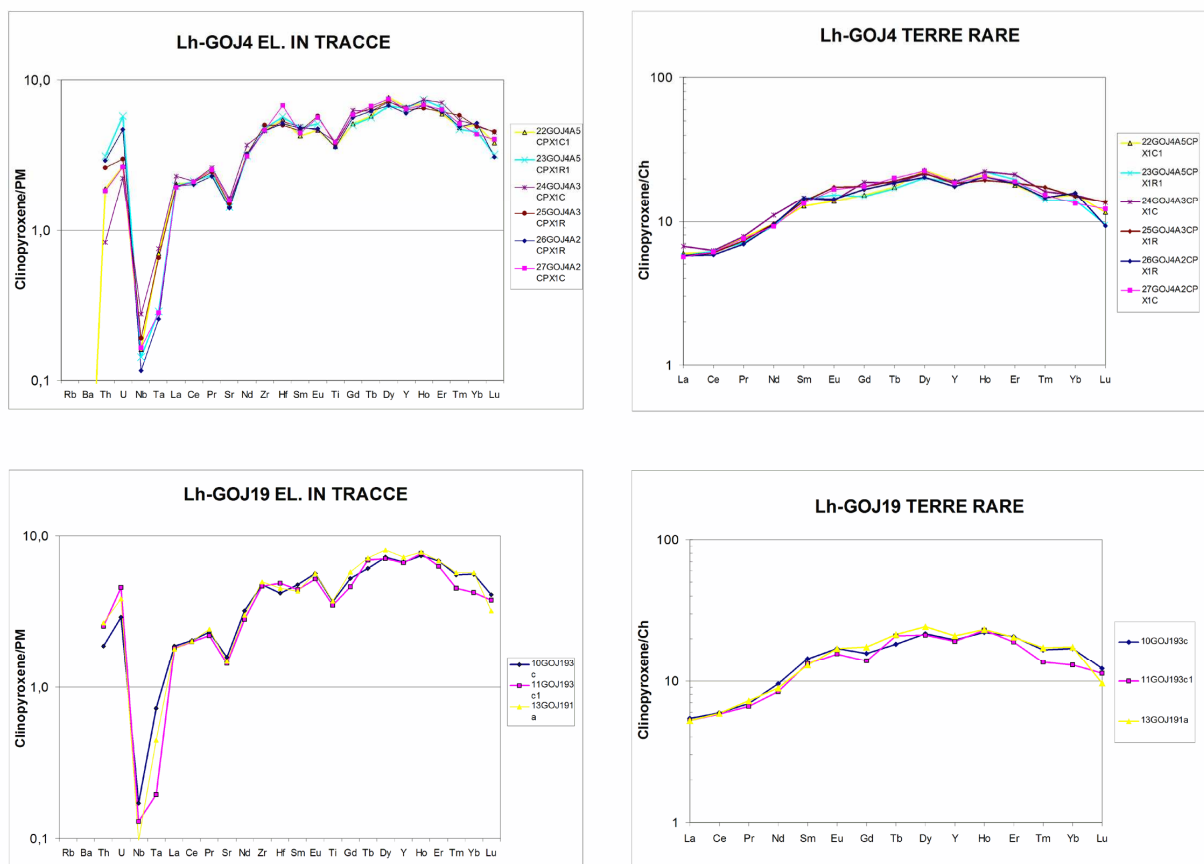 Lh-GOJ4 EL. IN TRACCE
Clinopyroxene/PM
10,0
1,0
0,1
Rb Ba Th U Nb Ta La Ce Pr Sr Nd Zr Hf Sm Eu Ti Gd Tb Dy Y Ho Er Tm Yb Lu
22GOJ4A5
CPX1C1
23GOJ4A5
CPX1R1
24GOJ4A3
CPX1C
25GOJ4A3
CPX1R
26GOJ4A2
CPX1R
27GOJ4A2
CPX1C
Lh-GOJ4 TERRE RARE
Clinopyroxene/Ch
100
10
1
La Ce Pr Nd Sm Eu Gd Tb Dy Y Ho Er Tm Yb Lu
22GOJ4A5CP
X1C1
23GOJ4A5CP
X1R1
24GOJ4A3CP
X1C
25GOJ4A3CP
X1R
26GOJ4A2CP
X1R
27GOJ4A2CP
X1C
Lh-GOJ19 EL. IN TRACCE
Clinopyroxene/PM
10,0
1,0
0,1
Rb Ba Th U Nb Ta La Ce Pr Sr Nd Zr Hf Sm Eu Ti Gd Tb Dy Y Ho Er Tm Yb Lu
10GOJ193
c
11GOJ193
c1
13GOJ191
a
Lh-GOJ19 TERRE RARE
Clinopyroxene/Ch
100
10
1
La Ce Pr Nd Sm Eu Gd Tb Dy Y Ho Er Tm Yb Lu
10GOJ193c
11GOJ193c1
13GOJ191a